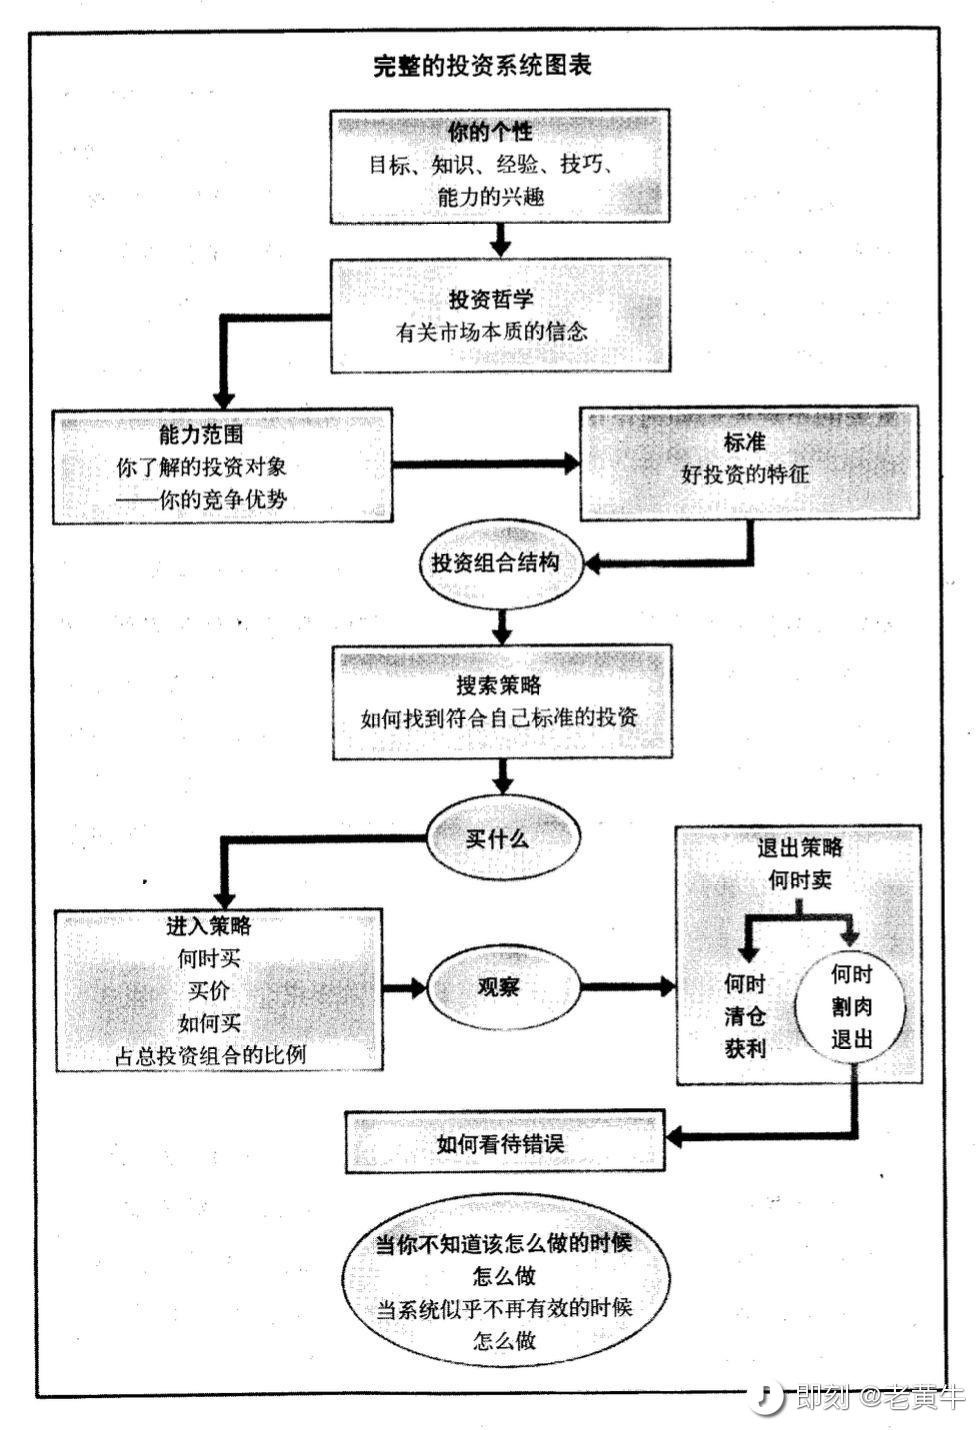 完整的投资系统图表
你的个性
目标、知识、经验、技巧、
能力的兴趣
投资哲学
有关市场本质的信念
能力范围
你了解的投资对象
——你的竞争优势
标准
好投资的特征
投资组合结构
搜索策略
如何找到符合自己标准的投资
买什么
进入策略
何时买
买价
如何买
占总投资组合的比例
观察
退出策略
何时卖
何时
清仓
获利
何时
割肉
退出
如何看待错误
当你不知道该怎么做的时候
怎么做
当系统似乎不再有效的时候
怎么做
即刻 @老黄牛